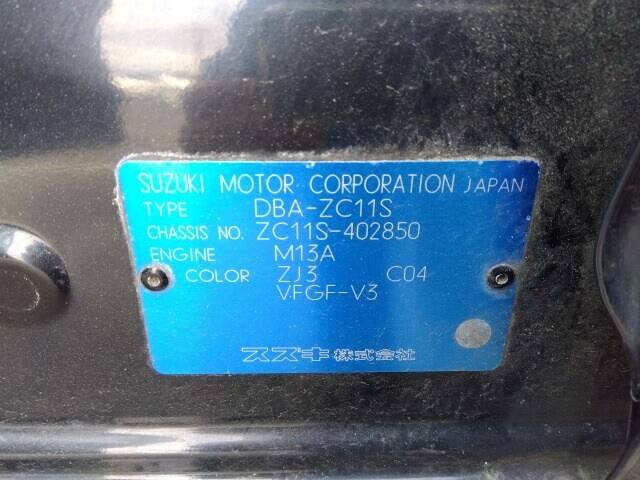 SUZUKI MOTOR CORPORATION JAPAN
TYPE DBA-ZC11S
CHASSIS NO. ZC11S-402850
ENGINE M13A
COLOR ZJ3 C04
VFGF-V3
スズキ株式会社